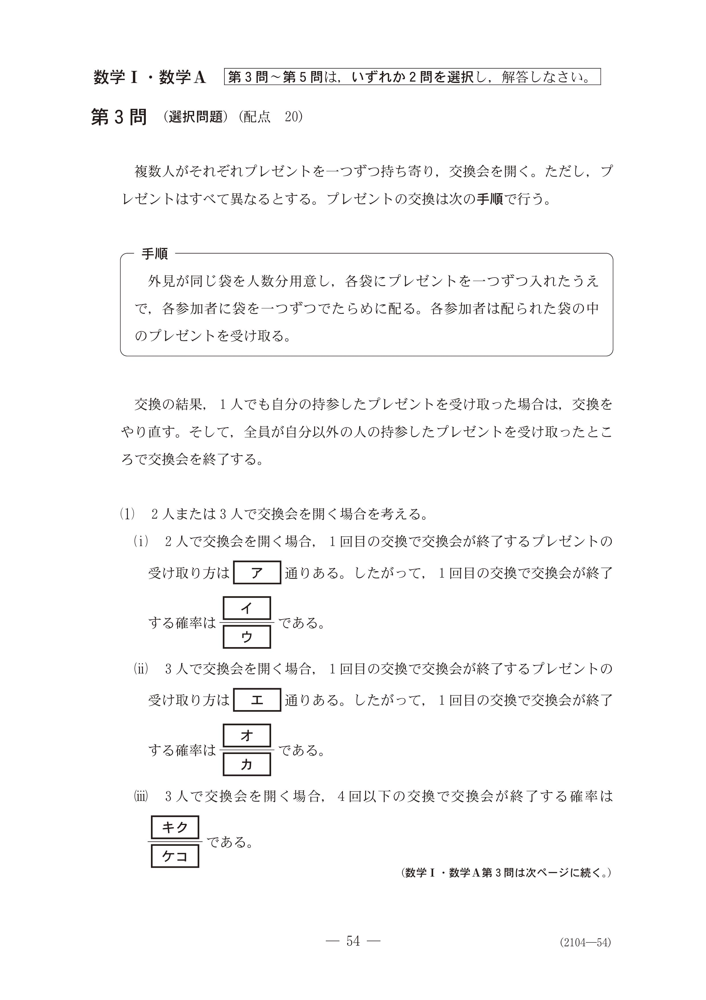 数学Ⅰ・数学A 第3問～第5問は，いずれか2問を選択し，解答しなさい。
第3問 （選択問題）（配点 20）
複数人がそれぞれプレゼントを一つずつ持ち寄り，交換会を開く。ただし，プ
レゼントはすべて異なるとする。プレゼントの交換は次の手順で行う。
手順
外見が同じ袋を人数分用意し，各袋にプレゼントを一つずつ入れたうえ
で，各参加者に袋を一つずつでたらめに配る。各参加者は配られた袋の中
のプレゼントを受け取る。
交換の結果，1人でも自分の持参したプレゼントを受け取った場合は，交換を
やり直す。そして，全員が自分以外の人の持参したプレゼントを受け取ったとこ
ろで交換会を終了する。
(1) 2人または3人で交換会を開く場合を考える。
(i) 2人で交換会を開く場合，1回目の交換で交換会が終了するプレゼントの
受け取り方は ア 通りある。したがって，1回目の交換で交換会が終了
イ
する確率は である。
ウ
(ii) 3人で交換会を開く場合，1回目の交換で交換会が終了するプレゼントの
受け取り方は エ 通りある。したがって，1回目の交換で交換会が終了
オ
する確率は である。
カ
(iii) 3人で交換会を開く場合，4回以下の交換で交換会が終了する確率は
キク
である。
ケコ
（数学Ⅰ・数学A第3問は次ページに続く。）
― 54 ―
(2104―54)